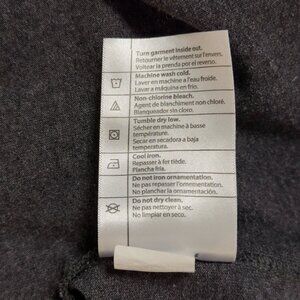 Turn garment inside out.
Retourner le vêtement sur l'envers.
Voltear la prenda por el reverso.
Machine wash cold.
Laver en machine à l'eau froide.
Lavar a máquina en frío.
Non-chlorine bleach.
Agent de blanchiment non chloré.
Blanqueador sin cloro.
Tumble dry low.
Sécher en machine à basse
température.
Secar en secadora a baja
temperatura.
Cool iron.
Repasser à fer tiède.
Plancha fría.
Do not iron ornamentation.
Ne pas repasser l'ornementation.
No planchar la ornamentación.
Do not dry clean.
Ne pas nettoyer à sec.
No limpiar en seco.